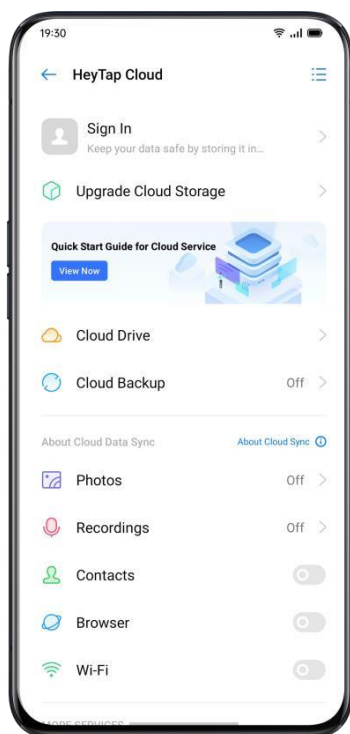 19:30
HeyTap Cloud
Sign In
Keep your data safe by storing it in...
Upgrade Cloud Storage
Quick Start Guide for Cloud Service
View Now
Cloud Drive
Cloud Backup Off
About Cloud Data Sync About Cloud Sync
Photos Off
Recordings Off
Contacts
Browser
Wi-Fi
MORE SERVICES